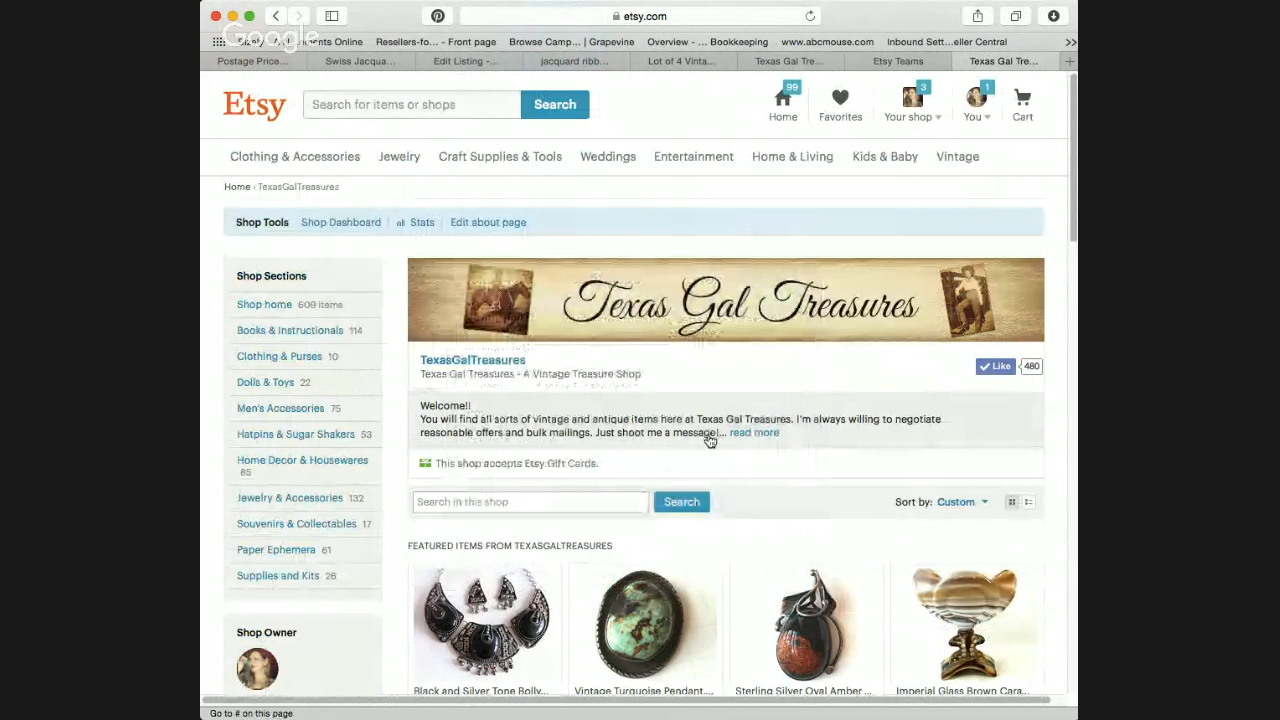 etsy.com
Google
Resellers-fo... - Front page
Browse Camp... | Grapevine
Overview - ... Bookkeeping
www.abcmouse.com
Inbound Sett...eller Central
Postage Price...
Swiss Jacqua...
Edit Listing -...
jacquard ribb...
Lot of 4 Vinta...
Texas Gal Tre...
Etsy Teams
Texas Gal Tre...
Etsy
Search for items or shops
Search
99
3
1
Home
Favorites
Your shop
You
Cart
Clothing & Accessories
Jewelry
Craft Supplies & Tools
Weddings
Entertainment
Home & Living
Kids & Baby
Vintage
Home › TexasGalTreasures
Shop Tools
Shop Dashboard
Stats
Edit about page
Shop Sections
Shop home 609 items
Books & Instructionals 114
Clothing & Purses 10
Dolls & Toys 22
Men's Accessories 75
Hatpins & Sugar Shakers 53
Home Decor & Housewares
85
Jewelry & Accessories 132
Souvenirs & Collectables 17
Paper Ephemera 61
Supplies and Kits 26
Shop Owner
Texas Gal Treasures
TexasGalTreasures
Texas Gal Treasures - A Vintage Treasure Shop
Like
480
Welcome!!
You will find all sorts of vintage and antique items here at Texas Gal Treasures. I'm always willing to negotiate
reasonable offers and bulk mailings. Just shoot me a message!... read more
This shop accepts Etsy Gift Cards.
Search in the shop
Search
Sort by: Custom
FEATURED ITEMS FROM TEXASGALTREASURES
Black and Silver Tone Bolly...
Vintage Turquoise Pendant....
Sterling Silver Oval Amber ...
Imperial Glass Brown Cara...
Go to # on this page